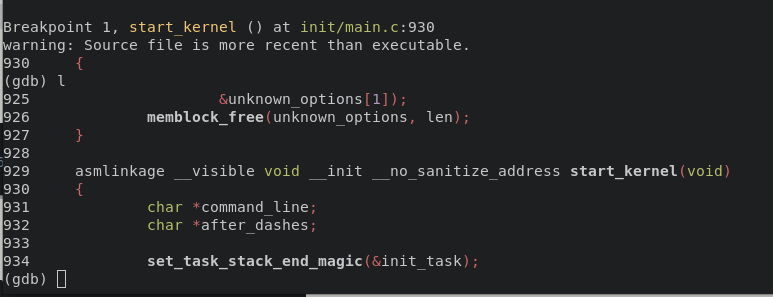 Breakpoint 1, start_kernel () at init/main.c:930
warning: Source file is more recent than executable.
930     {
(gdb) l
925                     &unknown_options[1]);
926             memblock_free(unknown_options, len);
927     }
928
929     asmlinkage __visible void __init __no_sanitize_address start_kernel(void)
930     {
931             char *command_line;
932             char *after_dashes;
933
934             set_task_stack_end_magic(&init_task);
(gdb)